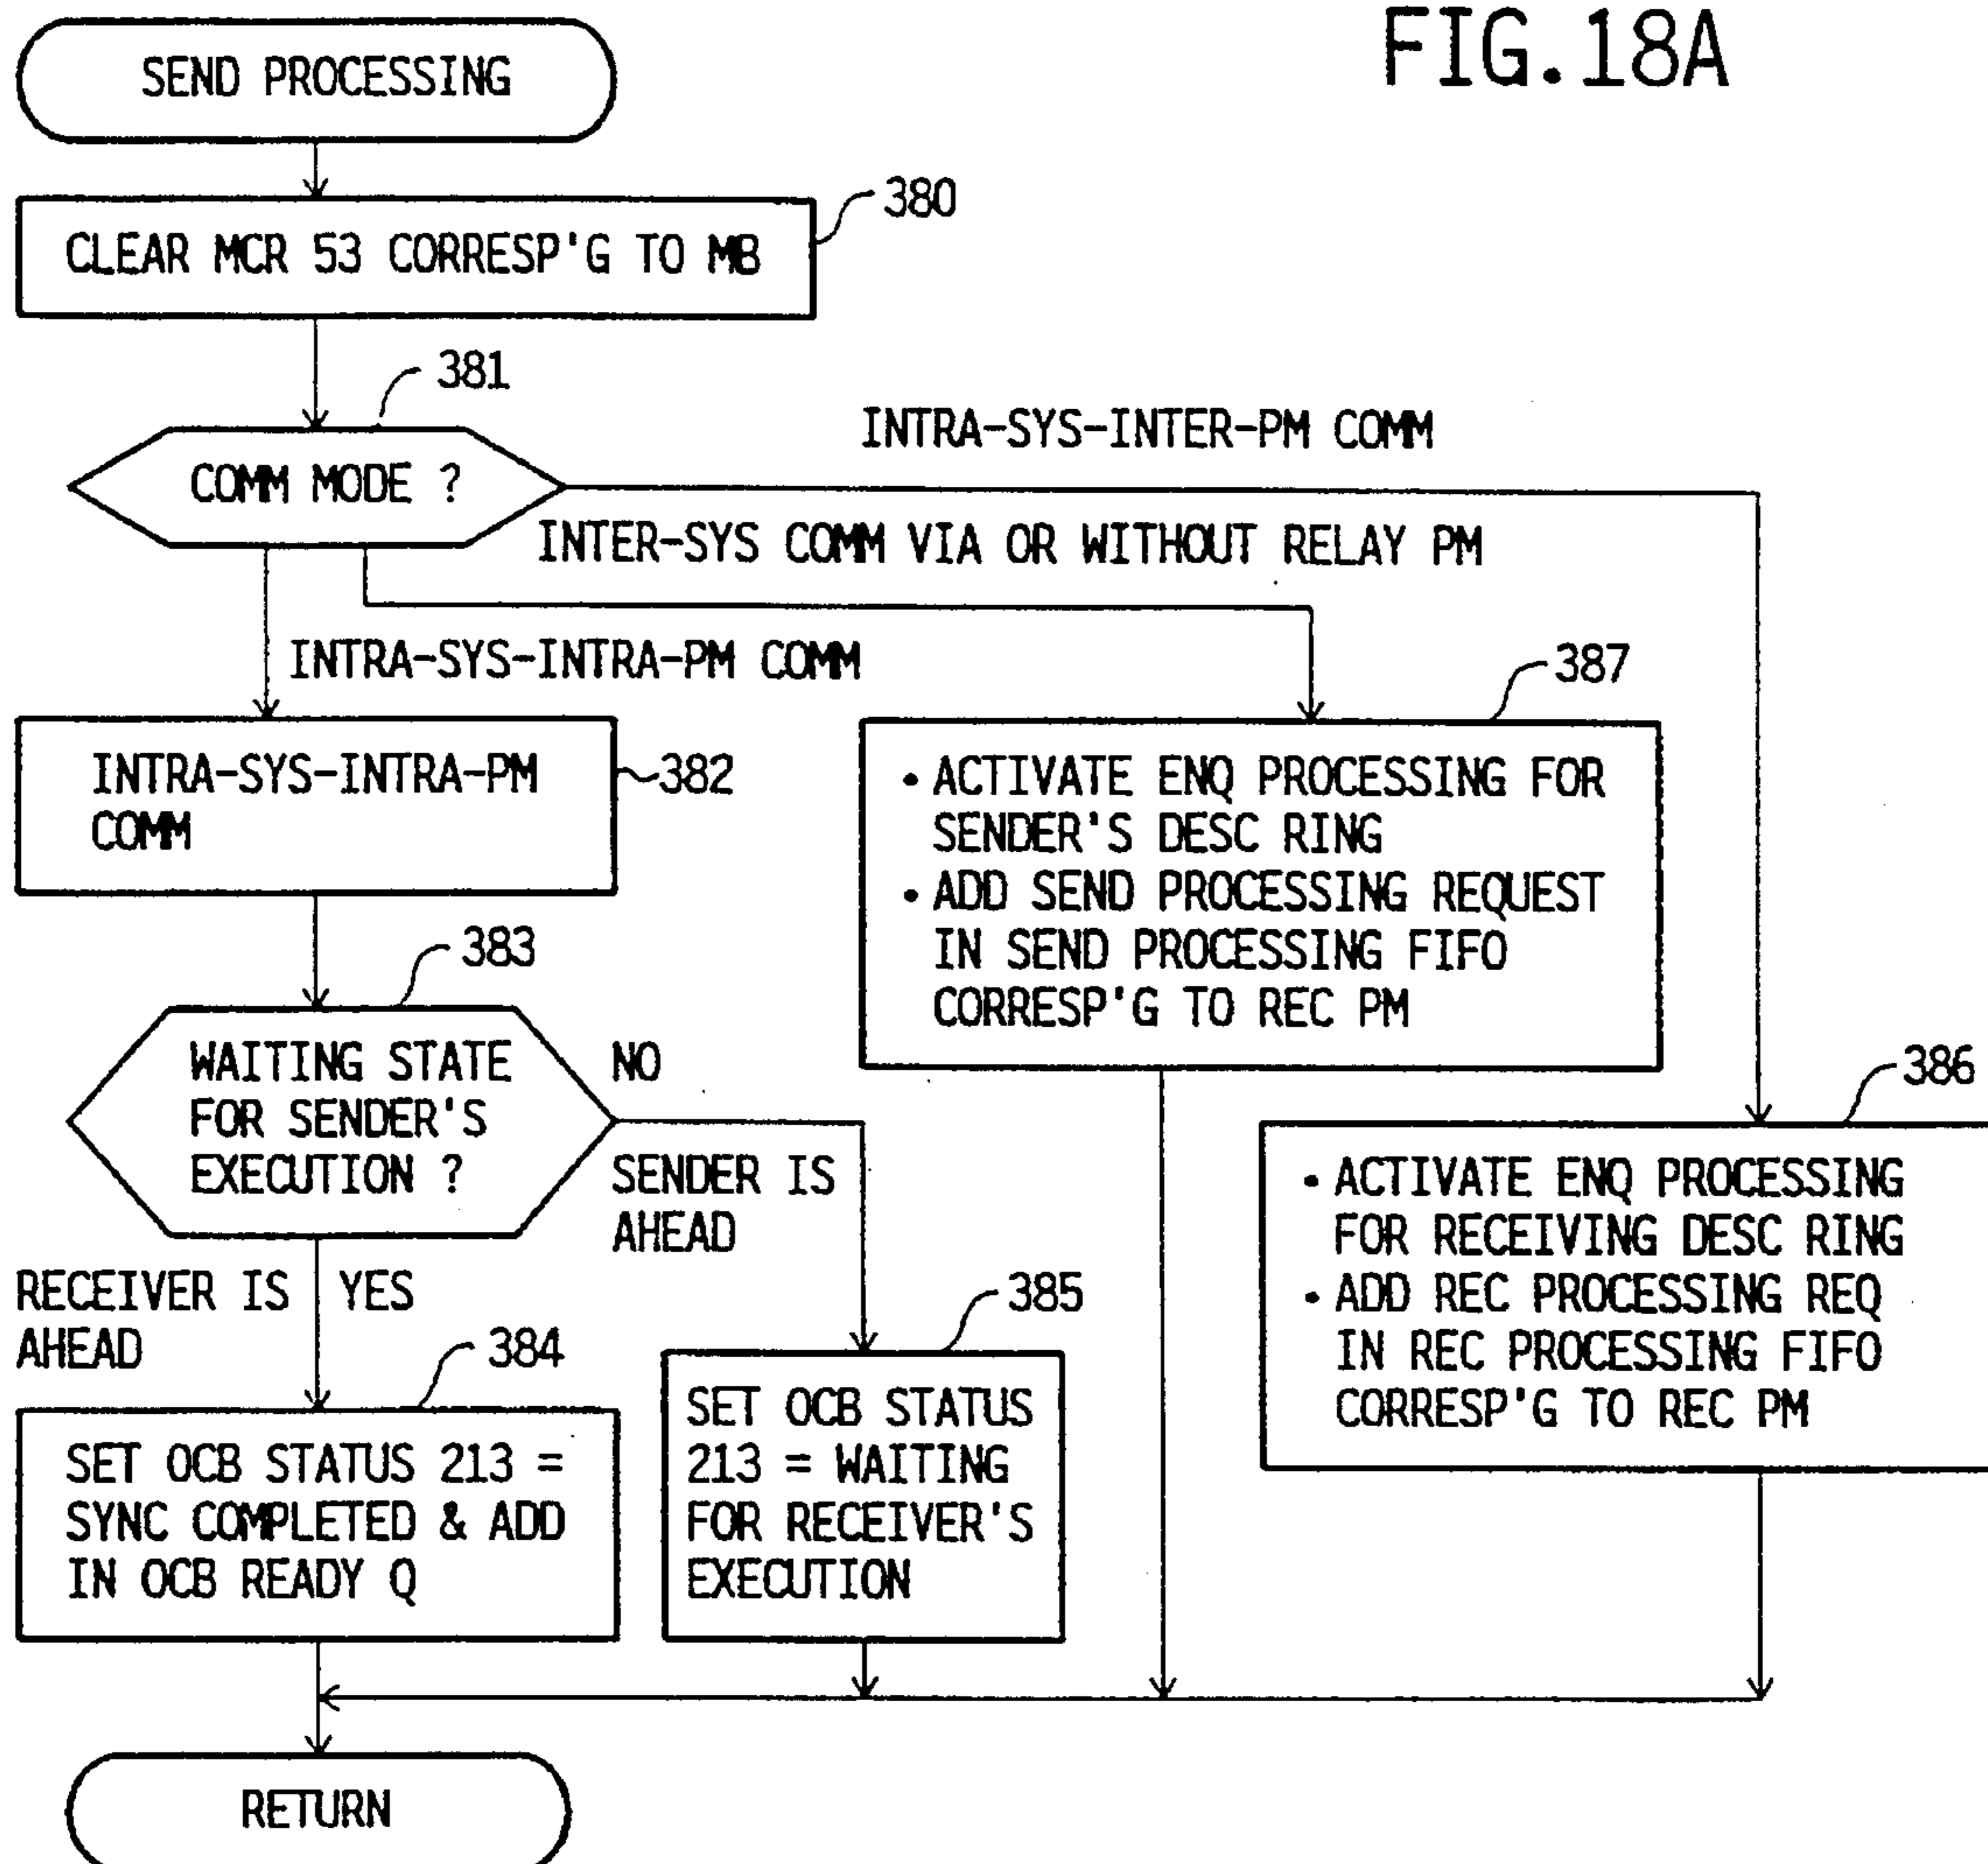 FIG.18A
SEND PROCESSING
380
CLEAR MCR 53 CORRESP'G TO MB
381
COMM MODE ?
INTRA-SYS-INTER-PM COMM
INTER-SYS COMM VIA OR WITHOUT RELAY PM
INTRA-SYS-INTRA-PM COMM
INTRA-SYS-INTRA-PM
COMM
382
387
• ACTIVATE ENQ PROCESSING FOR
SENDER'S DESC RING
• ADD SEND PROCESSING REQUEST
IN SEND PROCESSING FIFO
CORRESP'G TO REC PM
383
WAITING STATE
FOR SENDER'S
EXECUTION ?
NO
SENDER IS
AHEAD
386
• ACTIVATE ENQ PROCESSING
FOR RECEIVING DESC RING
• ADD REC PROCESSING REQ
IN REC PROCESSING FIFO
CORRESP'G TO REC PM
RECEIVER IS
AHEAD
YES
384
SET OCB STATUS 213 =
SYNC COMPLETED & ADD
IN OCB READY Q
385
SET OCB STATUS
213 = WAITING
FOR RECEIVER'S
EXECUTION
RETURN